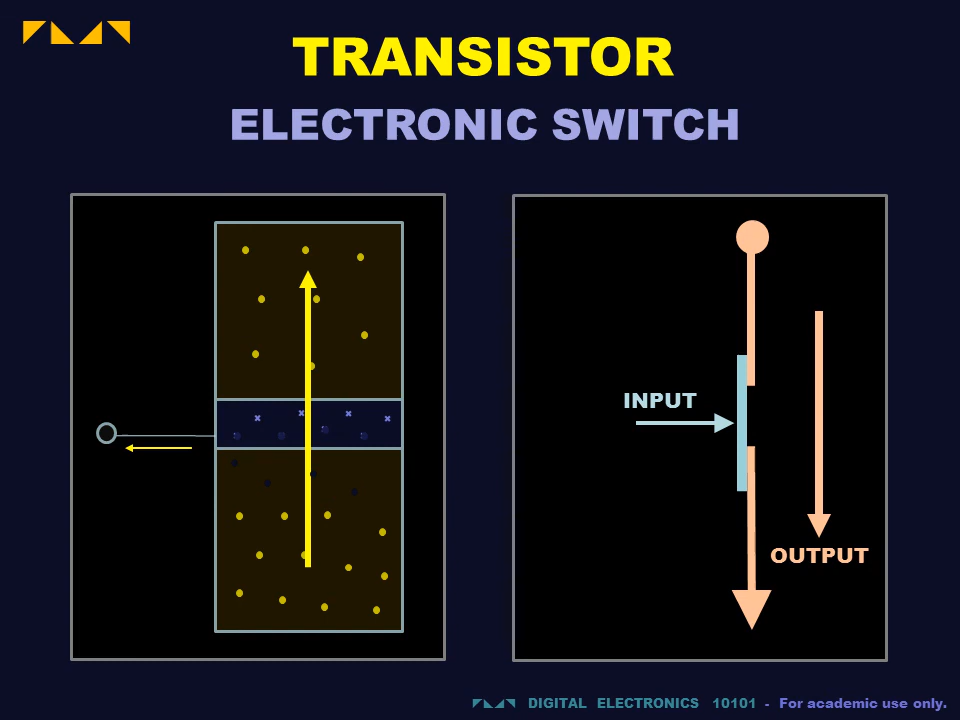 TRANSISTOR
ELECTRONIC SWITCH
INPUT
OUTPUT
DIGITAL ELECTRONICS 10101 - For academic use only.